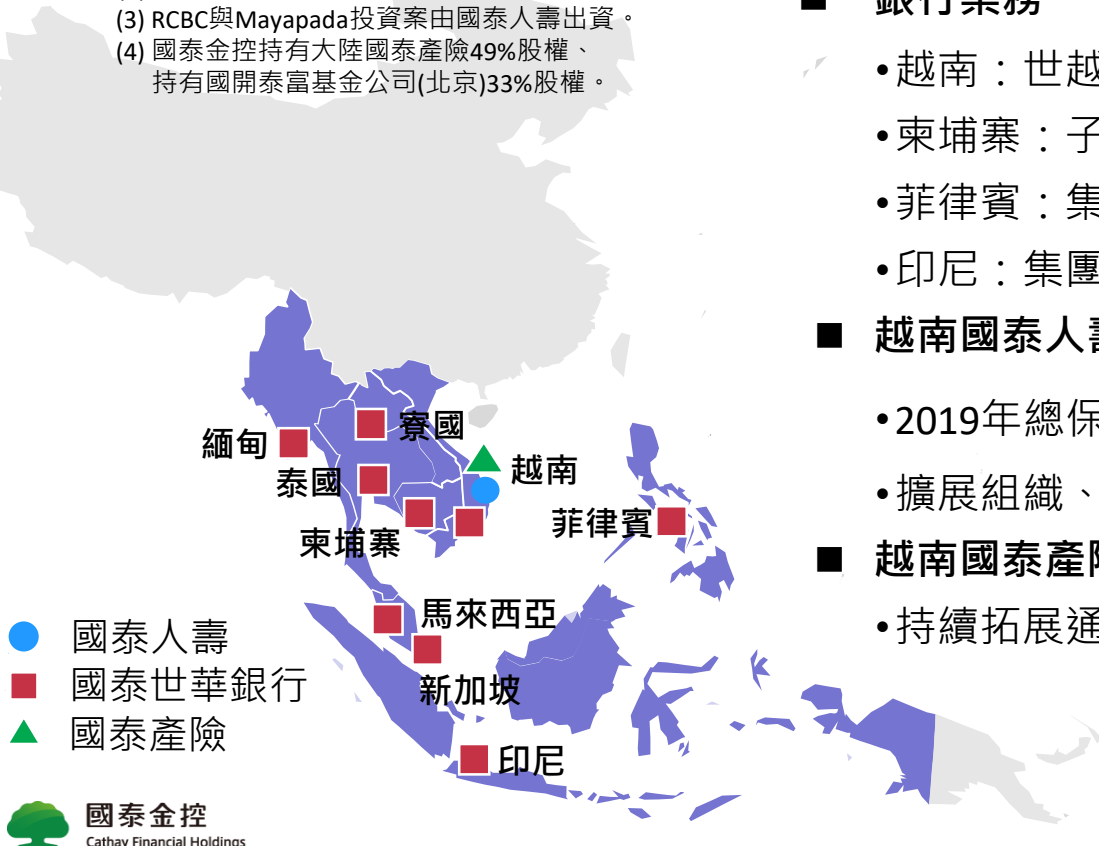 (3) RCBC與Mayapada投資案由國泰人壽出資。
(4) 國泰金控持有大陸國泰產險49%股權、
持有國開泰富基金公司(北京)33%股權。
緬甸
寮國
泰國
越南
柬埔寨
菲律賓
馬來西亞
新加坡
印尼
國泰人壽
國泰世華銀行
國泰產險
國泰金控
Cathay Financial Holdings
■ 銀行業務
•越南：世越
•柬埔寨：子
•菲律賓：集
•印尼：集團
■ 越南國泰人壽
•2019年總保
•擴展組織、
■ 越南國泰產險
•持續拓展通